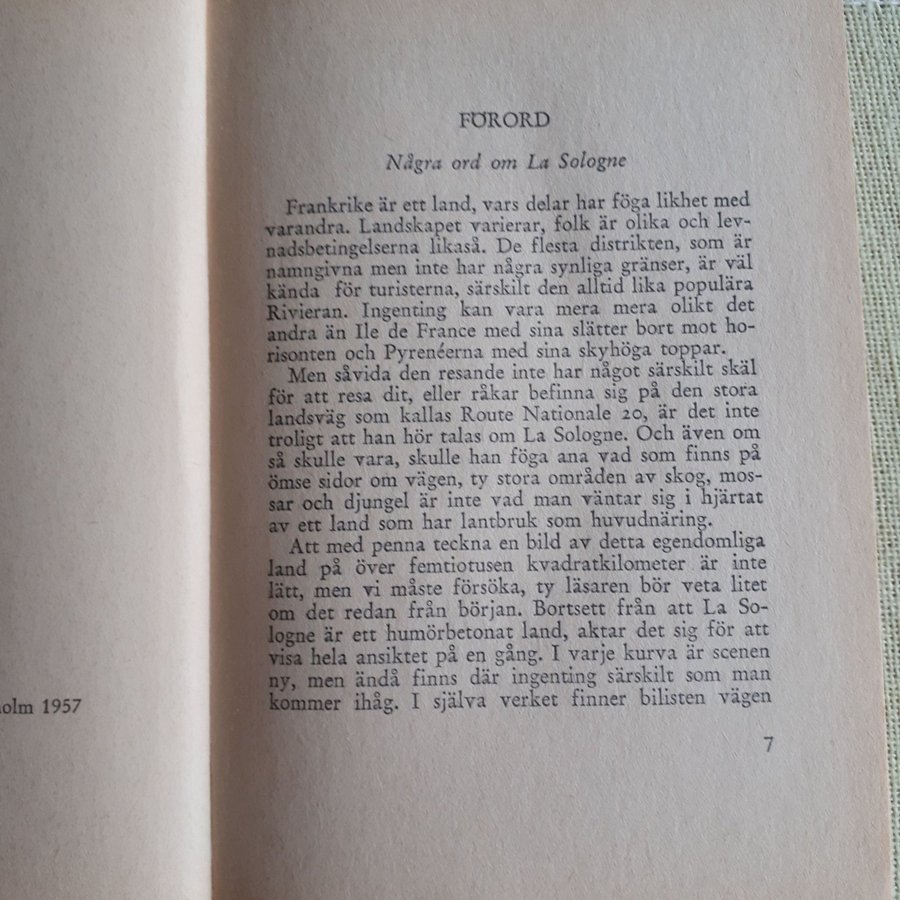 olm 1957
FÖRORD
Några ord om La Sologne
Frankrike är ett land, vars delar har föga likhet med
varandra. Landskapet varierar, folk är olika och lev-
nadsbetingelserna likaså. De flesta distrikten, som är
namngivna men inte har några synliga gränser, är väl
kända för turisterna, särskilt den alltid lika populära
Rivieran. Ingenting kan vara mera mera olikt det
andra än Ile de France med sina slätter bort mot ho-
risonten och Pyrenéerna med sina skyhöga toppar.
Men såvida den resande inte har något särskilt skäl
för att resa dit, eller råkar befinna sig på den stora
landsväg som kallas Route Nationale 20, är det inte
troligt att han hör talas om La Sologne. Och även om
så skulle vara, skulle han föga ana vad som finns på
ömse sidor om vägen, ty stora områden av skog, mos-
sar och djungel är inte vad man väntar sig i hjärtat
av ett land som har lantbruk som huvudnäring.
Att med penna teckna en bild av detta egendomliga
land på över femtiotusen kvadratkilometer är inte
lätt, men vi måste försöka, ty läsaren bör veta litet
om det redan från början. Bortsett från att La So-
logne är ett humörbetonat land, aktar det sig för att
visa hela ansiktet på en gång. I varje kurva är scenen
ny, men ändå finns där ingenting särskilt som man
kommer ihåg. I själva verket finner bilisten vägen
7